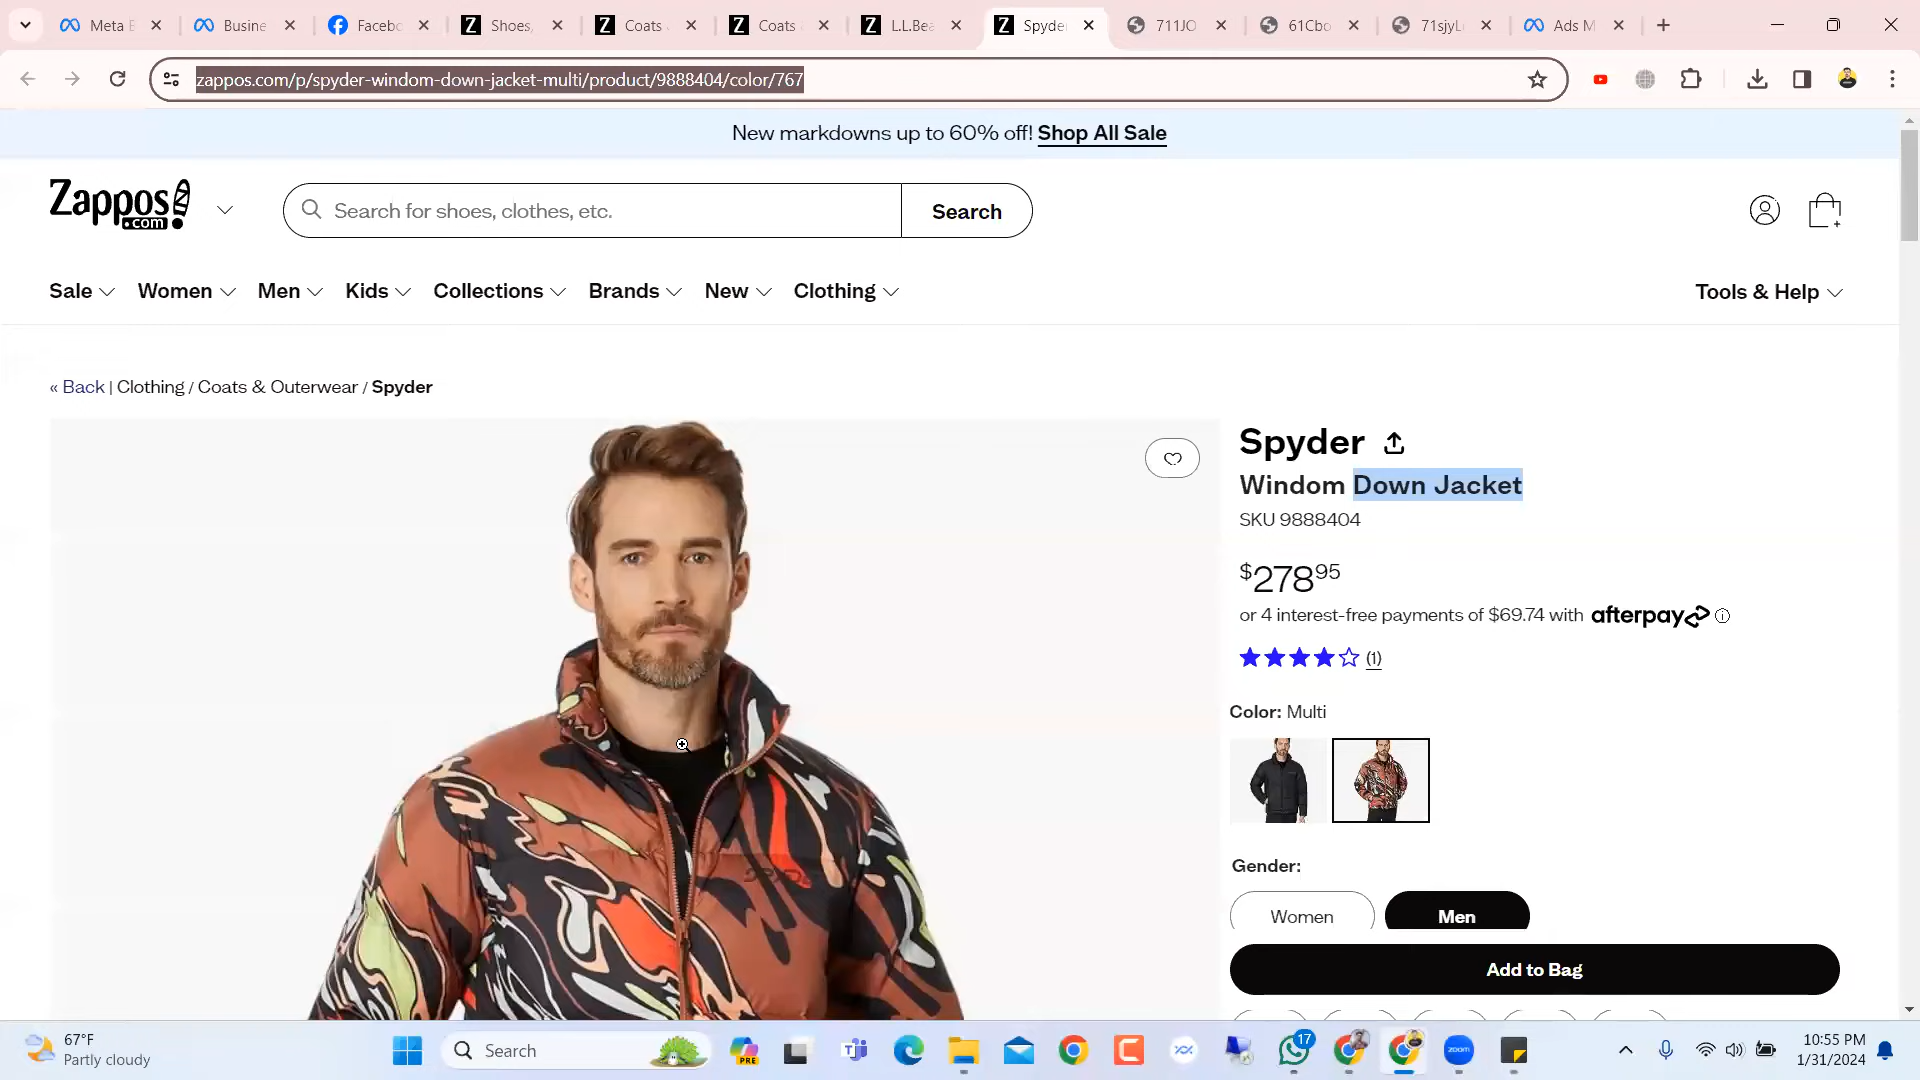 Meta B
Busine
Facebo
Shoes,
Coats
Coats
L.L.Bea
Spyder
711JO
61Cbo
71sjyL
Ads M
zappos.com/p/spyder-windom-down-jacket-multi/product/9888404/color/767
New markdowns up to 60% off! Shop All Sale
Zappos
.com
Search for shoes, clothes, etc.
Search
Sale
Women
Men
Kids
Collections
Brands
New
Clothing
Tools & Help
« Back | Clothing / Coats & Outerwear / Spyder
Spyder
Windom Down Jacket
SKU 9888404
$27895
or 4 interest-free payments of $69.74 with afterpay
(1)
Color: Multi
Gender:
Women
Men
Add to Bag
67°F
Partly cloudy
Search
PRE
17
zoom
10:55 PM
1/31/2024